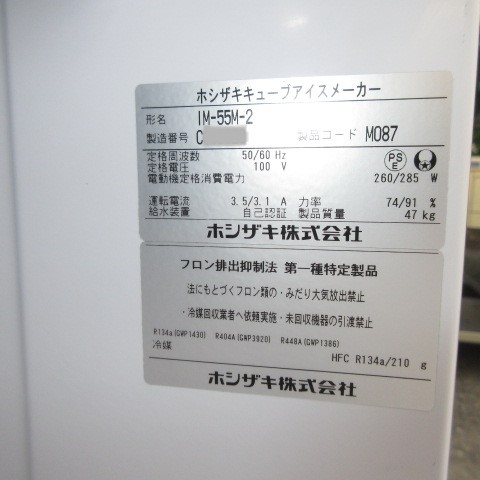 ホシザキキューブアイスメーカー
形名 IM-55M-2
製造番号 C 製品コード M087
定格周波数 50/60 Hz
定格電圧 100 V
電動機定格消費電力 260/285 W
PSE
運転電流 3.5/3.1 A 力率 74/91 %
給水装置 自己認証 製品質量 47 kg
ホシザキ株式会社
フロン排出抑制法 第一種特定製品
法にもとづくフロン類の・みだり大気放出禁止
・冷媒回収業者へ依頼実施・未回収機器の引渡禁止
R134a(GWP1430) R404A(GWP3920) R448A(GWP1386)
冷媒 HFC R134a/210 g
ホシザキ株式会社